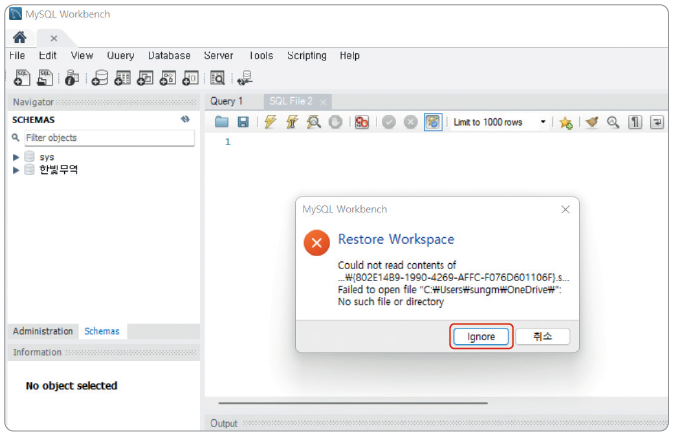 MySQL Workbench
File Edit View Query Database Server Tools Scripting Help
Navigator
Query 1 SQL File 2
SCHEMAS
Limit to 1000 rows
Filter objects
1
sys
한빛무역
MySQL Workbench
Restore Workspace
Could not read contents of
...₩{802E14B9-1990-4269-AFFC-F076D601106F}.s...
Failed to open file "C:₩Users₩sungm₩OneDrive₩":
No such file or directory
Ignore 취소
Administration Schemas
Information
No object selected
Output